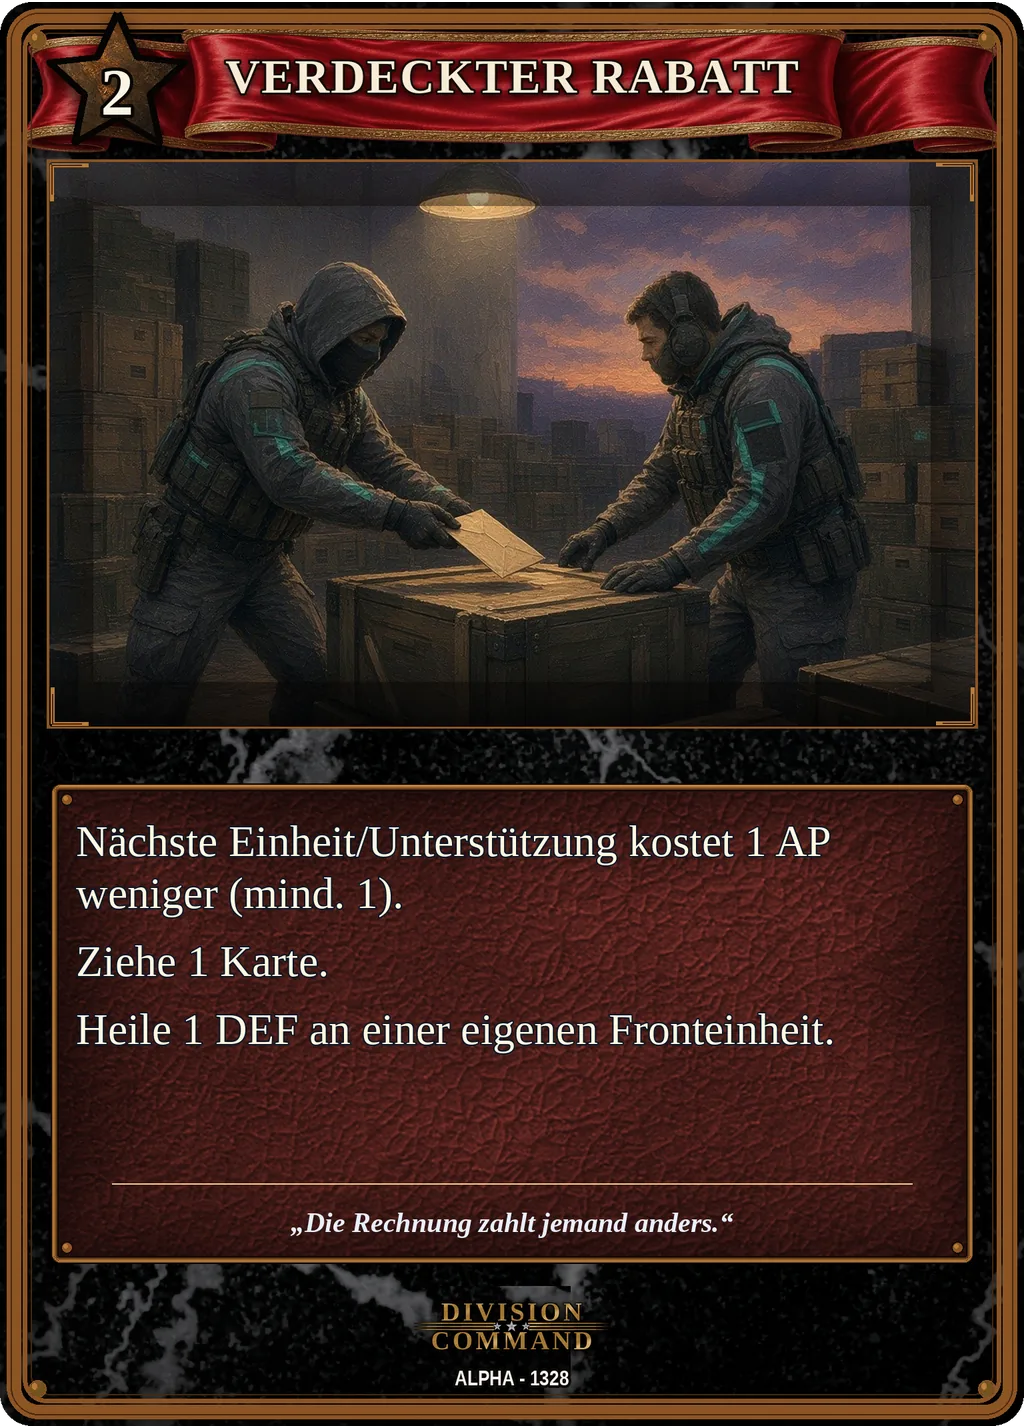 2
VERDECKTER RABATT
Nächste Einheit/Unterstützung kostet 1 AP
weniger (mind. 1).
Ziehe 1 Karte.
Heile 1 DEF an einer eigenen Fronteinheit.
„Die Rechnung zahlt jemand anders.“
DIVISION
COMMAND
ALPHA - 1328